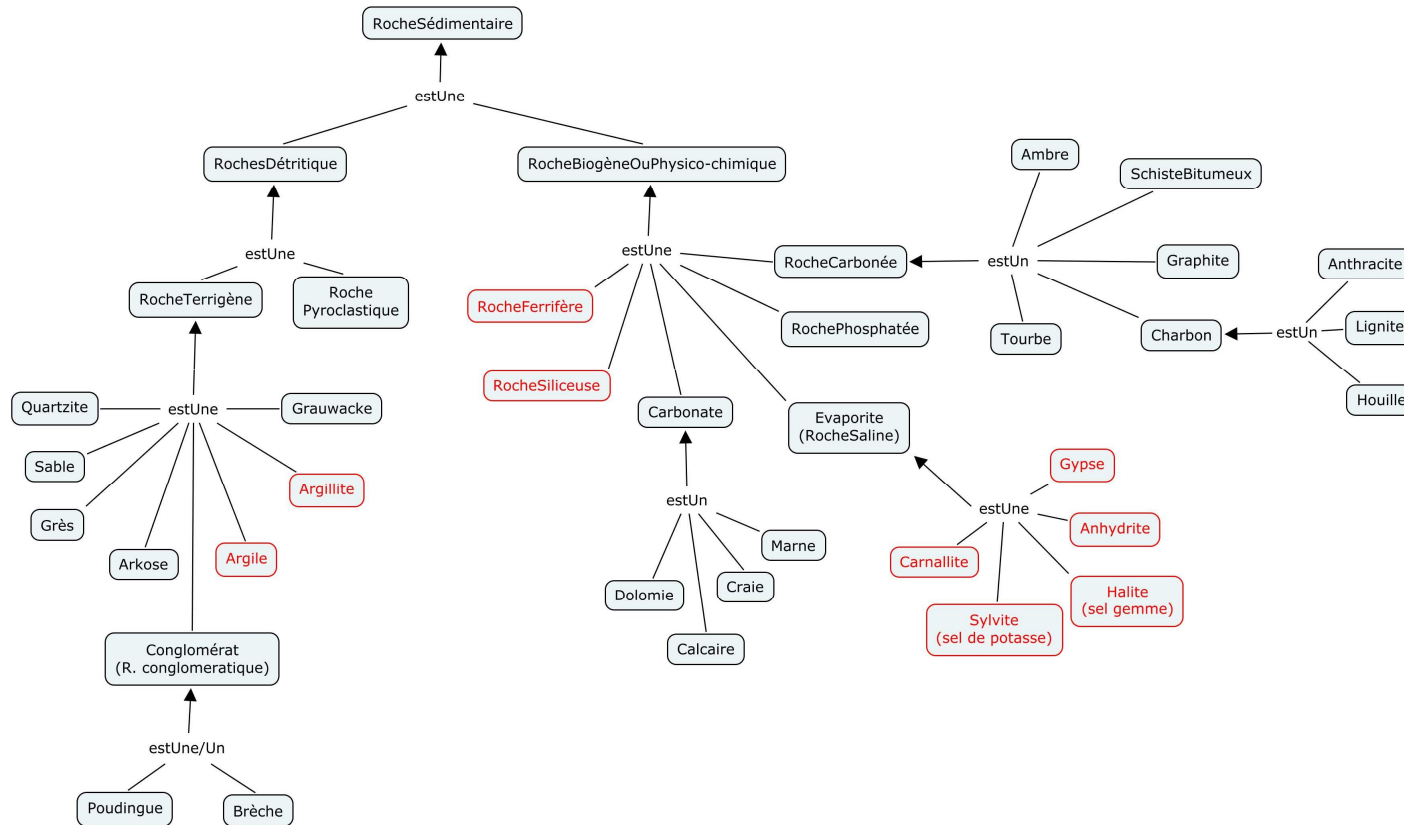 RocheSédimentaire
estUne
RochesDétritique
RocheBiogèneOuPhysico-chimique
Ambre
SchisteBitumeux
estUne
estUne
RocheCarbonée
estUn
Graphite
Anthracite
RocheTerrigène
Roche
Pyroclastique
RocheFerrifère
RochePhosphatée
Tourbe
Charbon
estUn
Lignite
RocheSiliceuse
Houille
Quartzite
estUne
Grauwacke
Carbonate
Evaporite
(RocheSaline)
Sable
Argillite
Gypse
Grès
estUn
estUne
Anhydrite
Arkose
Argile
Marne
Carnallite
Dolomie
Craie
Halite
(sel gemme)
Sylvite
(sel de potasse)
Calcaire
Conglomérat
(R. conglomeratique)
estUne/Un
Poudingue
Brèche